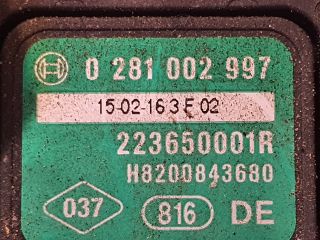 0 281 002 997
15-02-16 3 F 02
223650001R
H8200843680
037 816 DE